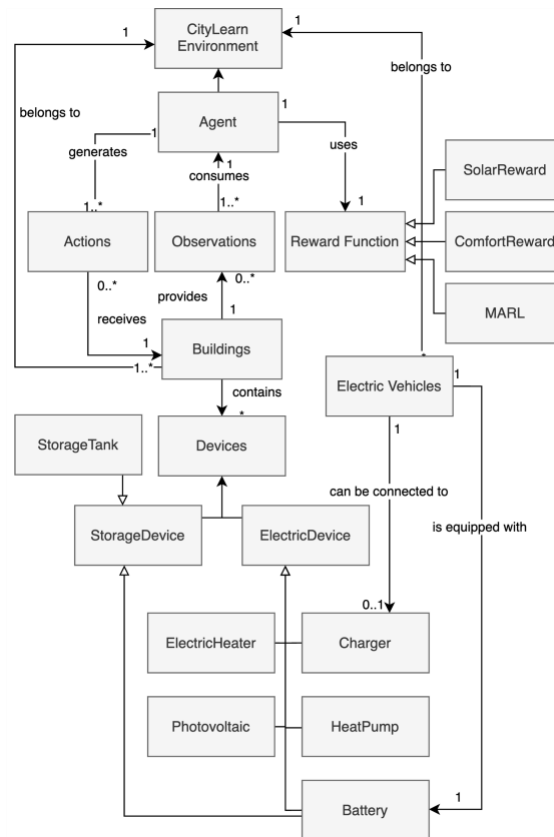 1
CityLearn
Environment
1
belongs to
belongs to
Agent
1
1
generates
uses
1
consumes
1..*
1..*
1
SolarReward
Actions
Observations
Reward Function
ComfortReward
0..*
0..*
provides
MARL
receives
1
1
Buildings
1..*
*
Electric Vehicles
1
contains
1
*
StorageTank
Devices
can be connected to
is equipped with
StorageDevice
ElectricDevice
0..1
ElectricHeater
Charger
Photovoltaic
HeatPump
Battery
1